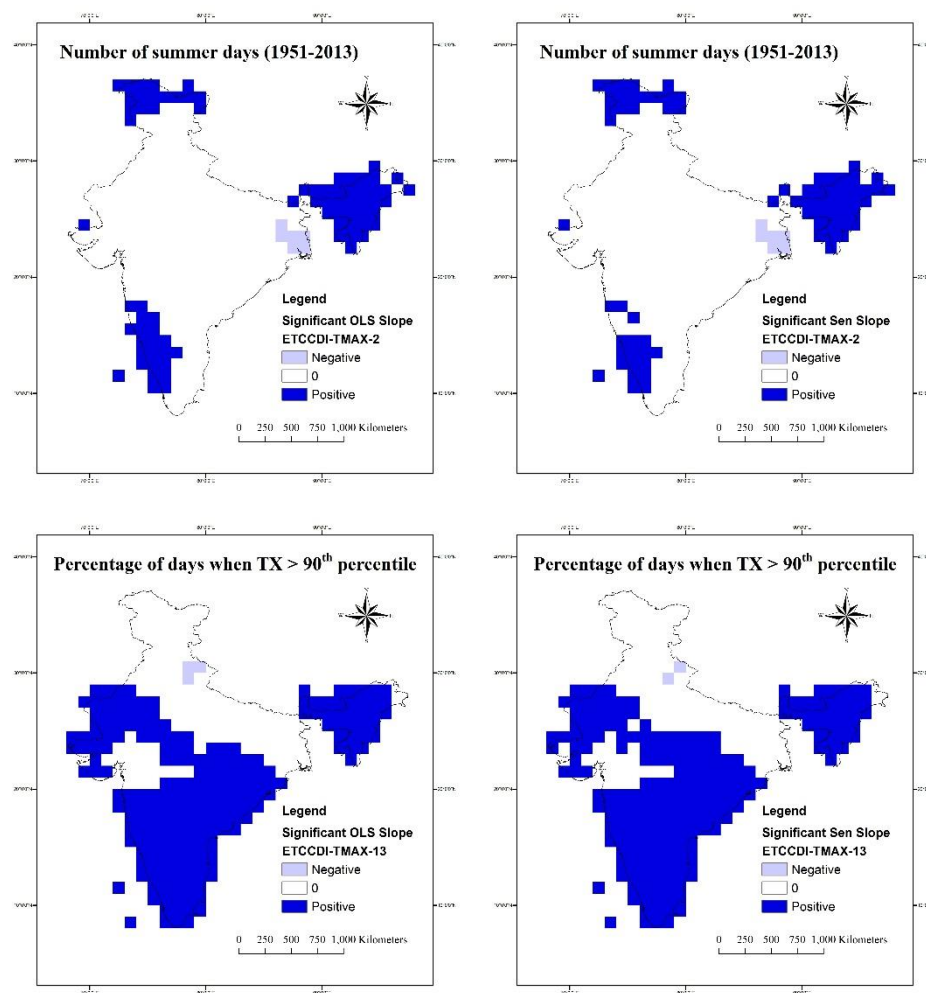 Number of summer days (1951-2013)
Legend
Significant OLS Slope
ETCCDI-TMAX-2
Negative
0
Positive
0 250 500 750 1,000 Kilometers
Number of summer days (1951-2013)
Legend
Significant Sen Slope
ETCCDI-TMAX-2
Negative
0
Positive
0 250 500 750 1,000 Kilometers
Percentage of days when TX > 90th percentile
Legend
Significant OLS Slope
ETCCDI-TMAX-13
Negative
0
Positive
0 250 500 750 1,000 Kilometers
Percentage of days when TX > 90th percentile
Legend
Significant Sen Slope
ETCCDI-TMAX-13
Negative
0
Positive
0 250 500 750 1,000 Kilometers